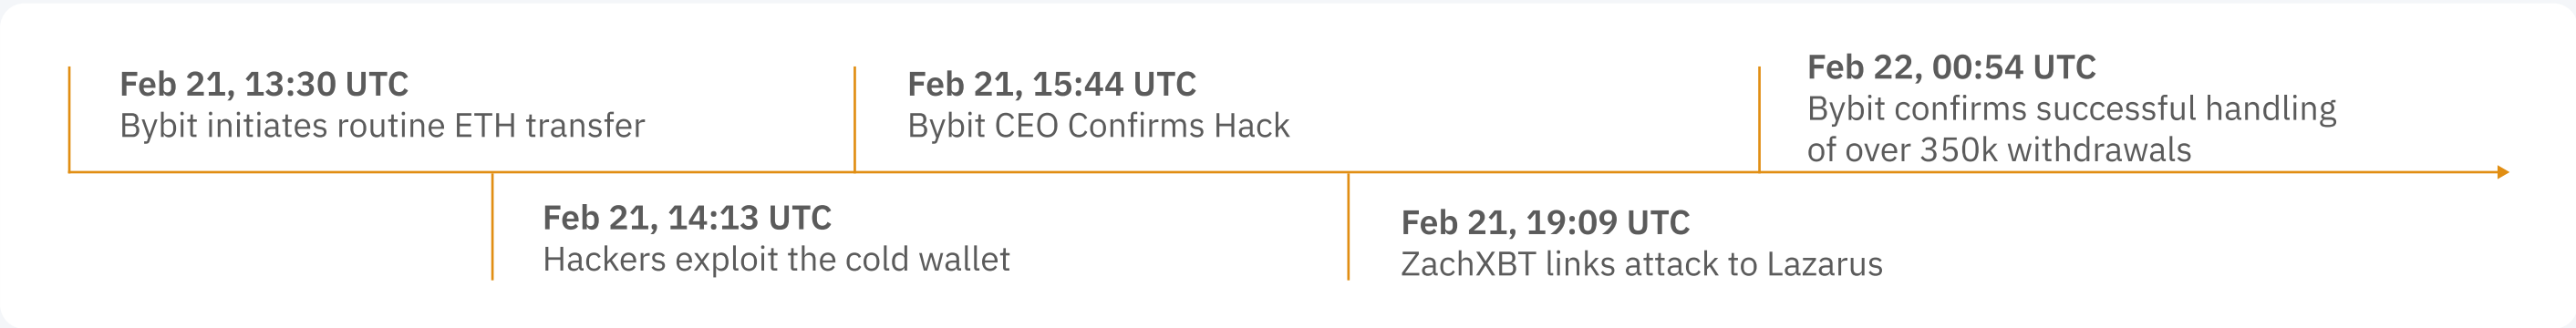 Feb 21, 13:30 UTC
Bybit initiates routine ETH transfer
Feb 21, 14:13 UTC
Hackers exploit the cold wallet
Feb 21, 15:44 UTC
Bybit CEO Confirms Hack
Feb 21, 19:09 UTC
ZachXBT links attack to Lazarus
Feb 22, 00:54 UTC
Bybit confirms successful handling
of over 350k withdrawals